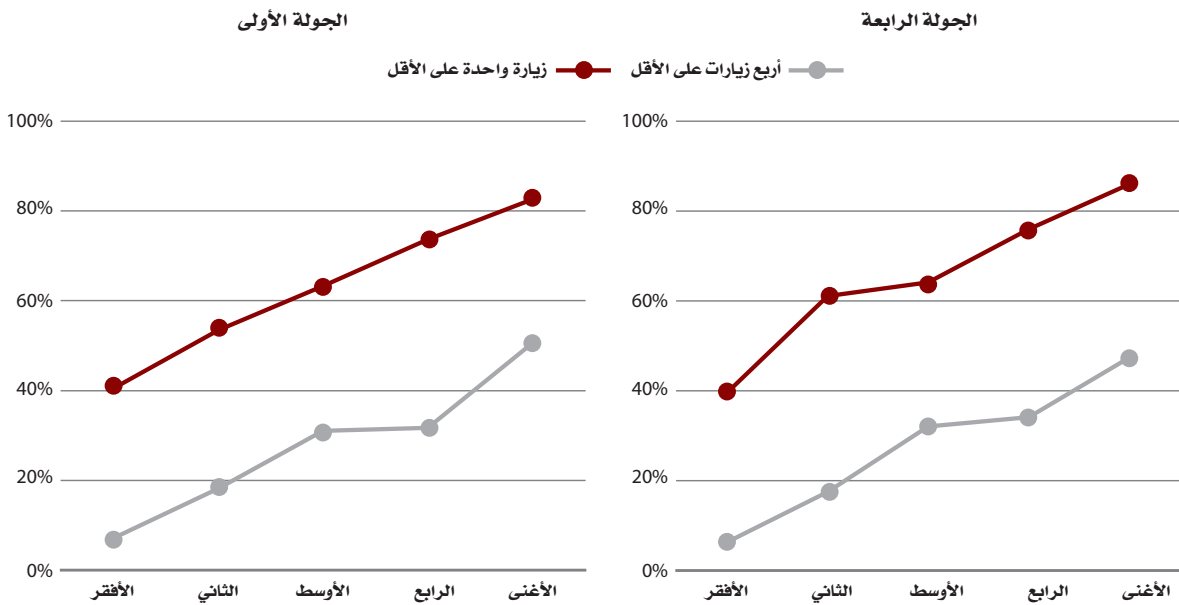 الجولة الأولى
الجولة الرابعة
زيارة واحدة على الأقل
أربع زيارات على الأقل
100%
80%
60%
40%
20%
0%
الأفقر
الثاني
الأوسط
الرابع
الأغنى
100%
80%
60%
40%
20%
0%
الأفقر
الثاني
الأوسط
الرابع
الأغنى